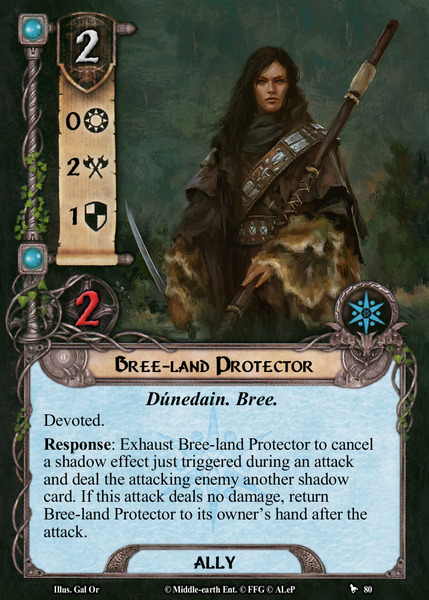 2
0
2
1
2
Bree-land Protector
Dúnedain. Bree.
Devoted.
Response: Exhaust Bree-land Protector to cancel
a shadow effect just triggered during an attack
and deal the attacking enemy another shadow
card. If this attack deals no damage, return
Bree-land Protector to its owner's hand after the
attack.
ALLY
Illus. Gal Or © Middle-earth Ent. © FFG © ALeP 80